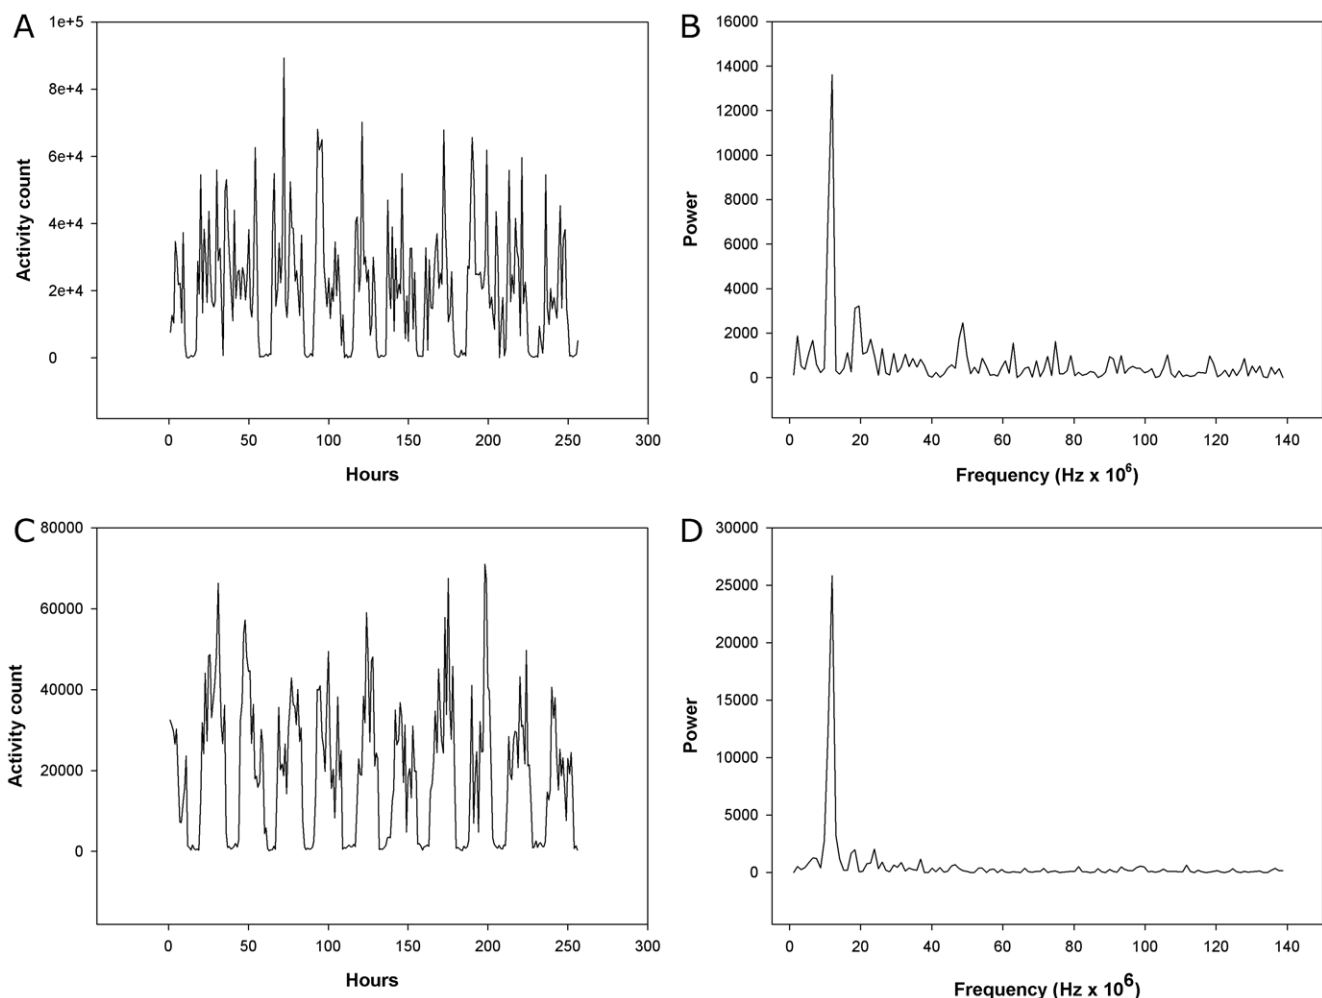 A
1e+5
8e+4
6e+4
4e+4
2e+4
0
Activity count
0 50 100 150 200 250 300
Hours
B
16000
14000
12000
10000
8000
6000
4000
2000
0
Power
0 20 40 60 80 100 120 140
Frequency (Hz x 10⁶)
C
80000
60000
40000
20000
0
Activity count
0 50 100 150 200 250 300
Hours
D
30000
25000
20000
15000
10000
5000
0
Power
0 20 40 60 80 100 120 140
Frequency (Hz x 10⁶)